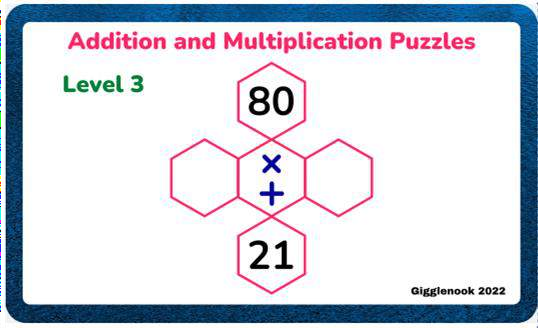 Addition and Multiplication Puzzles
Level 3
80
×
+
21
Gigglenook 2022